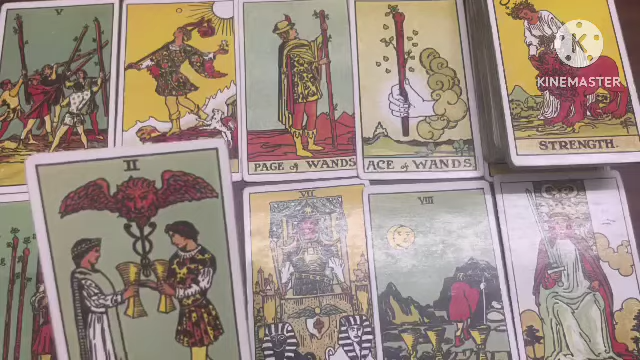 V
PAGE of WANDS
ACE of WANDS.
K
KINEMASTER
STRENGTH.
II
VII
VIII